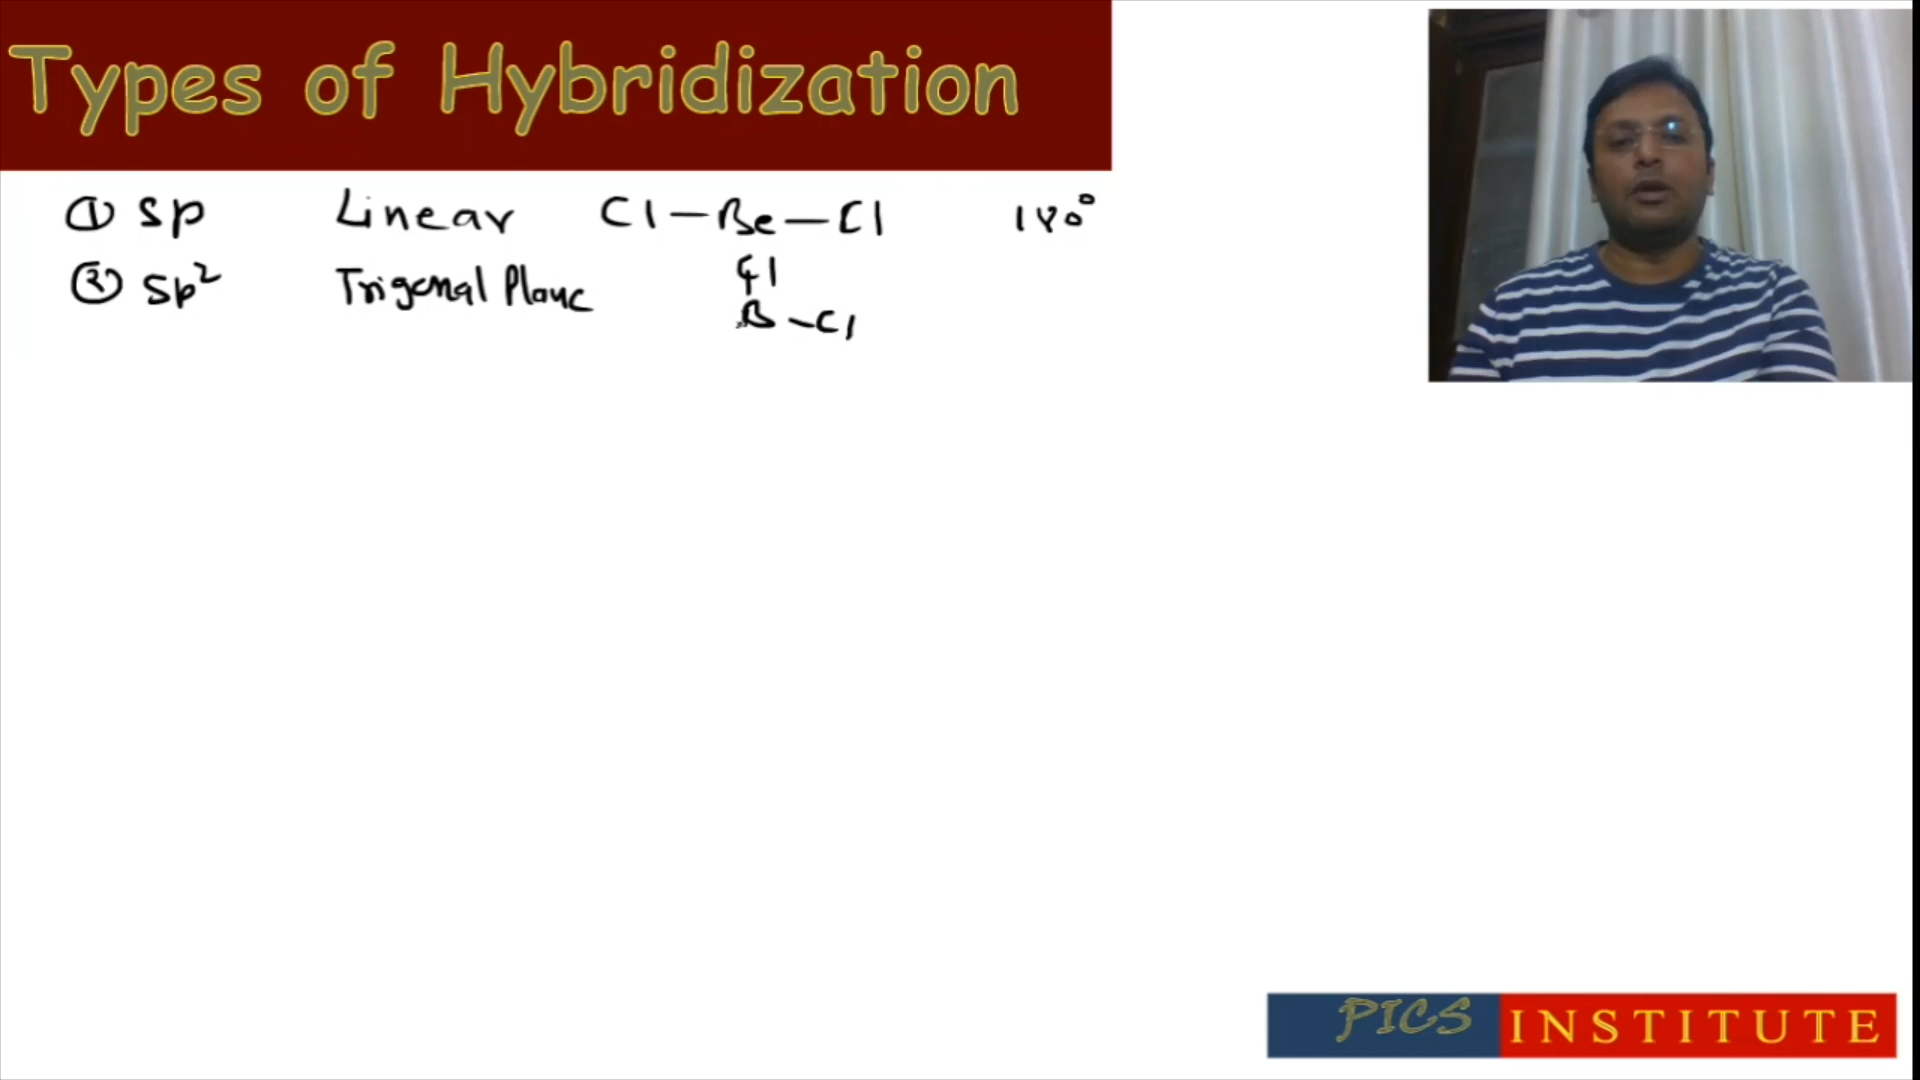 Types of Hybridization
① sp Linear Cl — Be — Cl 180°
② sp² Trigonal Plane Cl
B - Cl
PICS INSTITUTE